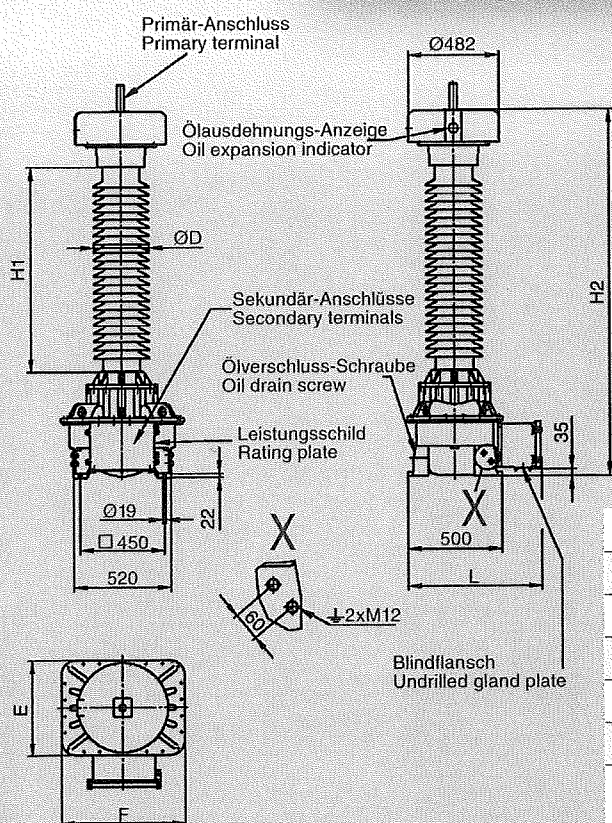 Primär-Anschluss
Primary terminal
Ø482
Ölausdehnungs-Anzeige
Oil expansion indicator
ØD
H1
H2
Sekundär-Anschlüsse
Secondary terminals
Ölverschluss-Schraube
Oil drain screw
Leistungsschild
Rating plate
35
Ø19
22
X
X
□ 450
500
520
L
60
2xM12
Blindflansch
Undrilled gland plate
E
F